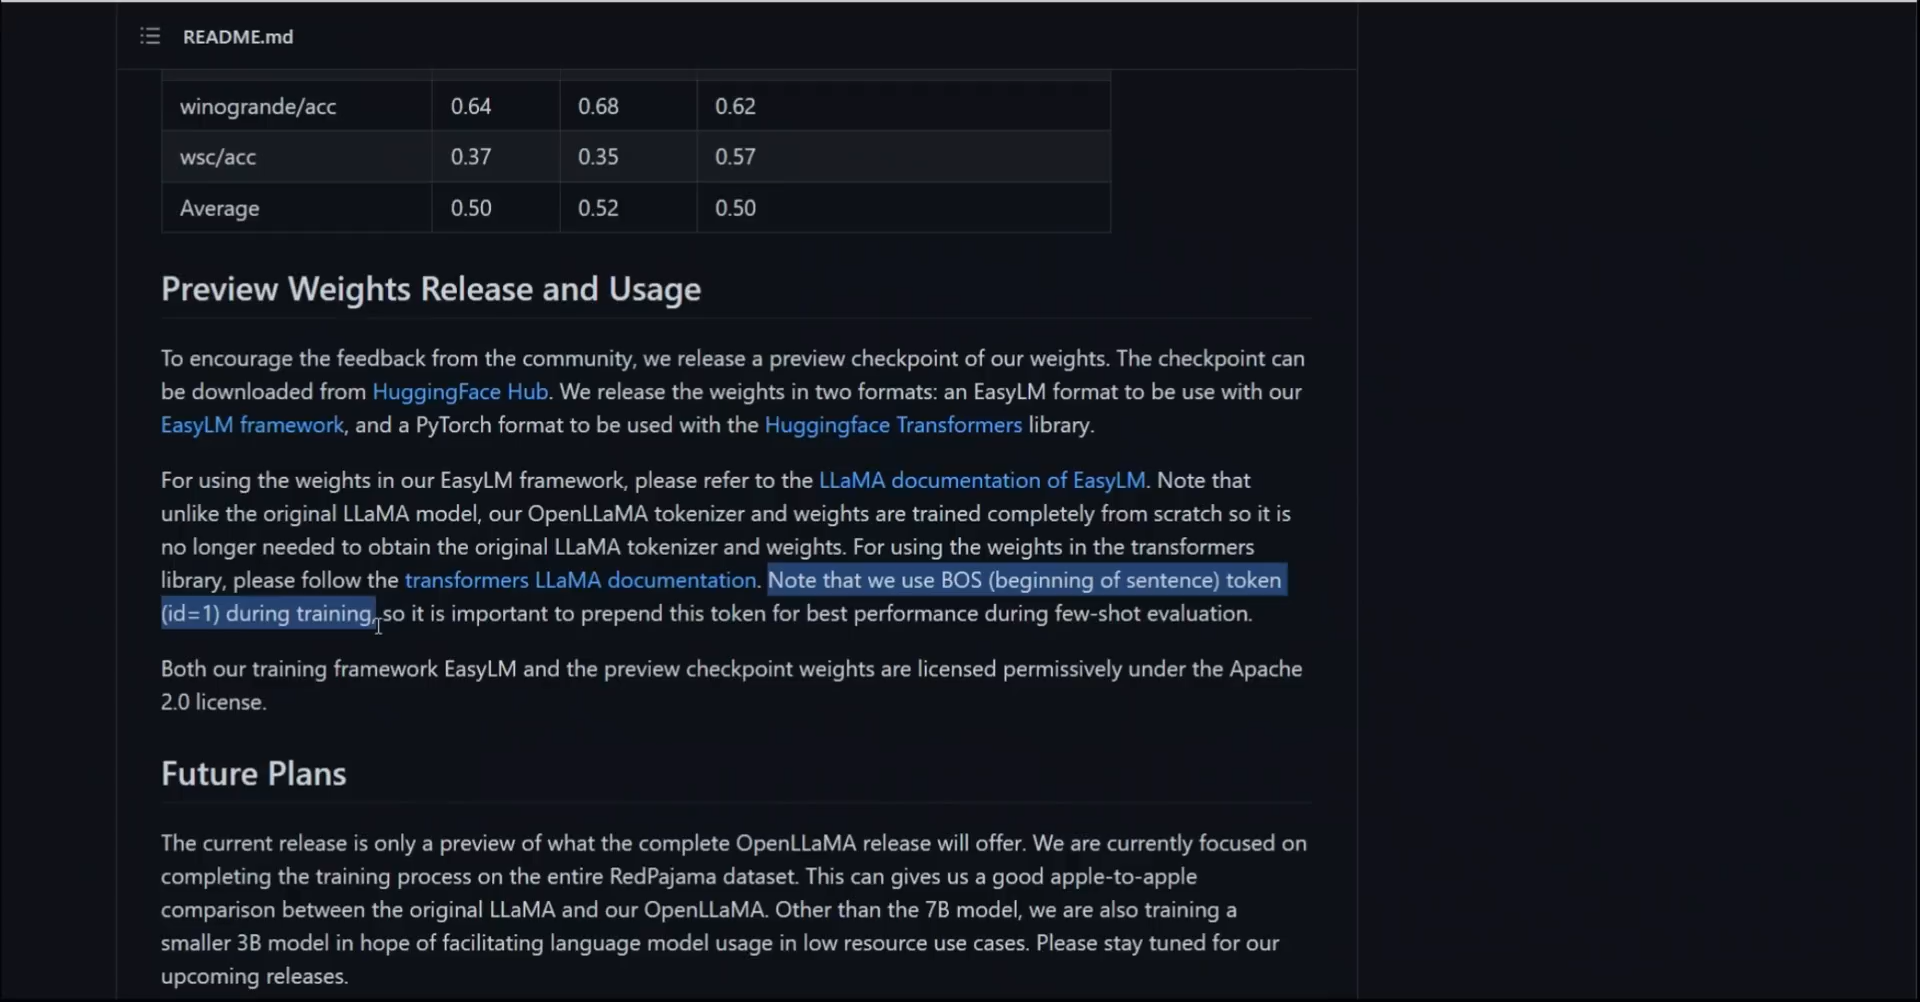 README.md
winogrande/acc 0.64 0.68 0.62
wsc/acc 0.37 0.35 0.57
Average 0.50 0.52 0.50
Preview Weights Release and Usage
To encourage the feedback from the community, we release a preview checkpoint of our weights. The checkpoint can
be downloaded from HuggingFace Hub. We release the weights in two formats: an EasyLM format to be use with our
EasyLM framework, and a PyTorch format to be used with the Huggingface Transformers library.
For using the weights in our EasyLM framework, please refer to the LLaMA documentation of EasyLM. Note that
unlike the original LLaMA model, our OpenLLaMA tokenizer and weights are trained completely from scratch so it is
no longer needed to obtain the original LLaMA tokenizer and weights. For using the weights in the transformers
library, please follow the transformers LLaMA documentation. Note that we use BOS (beginning of sentence) token
(id=1) during training, so it is important to prepend this token for best performance during few-shot evaluation.
Both our training framework EasyLM and the preview checkpoint weights are licensed permissively under the Apache
2.0 license.
Future Plans
The current release is only a preview of what the complete OpenLLaMA release will offer. We are currently focused on
completing the training process on the entire RedPajama dataset. This can gives us a good apple-to-apple
comparison between the original LLaMA and our OpenLLaMA. Other than the 7B model, we are also training a
smaller 3B model in hope of facilitating language model usage in low resource use cases. Please stay tuned for our
upcoming releases.